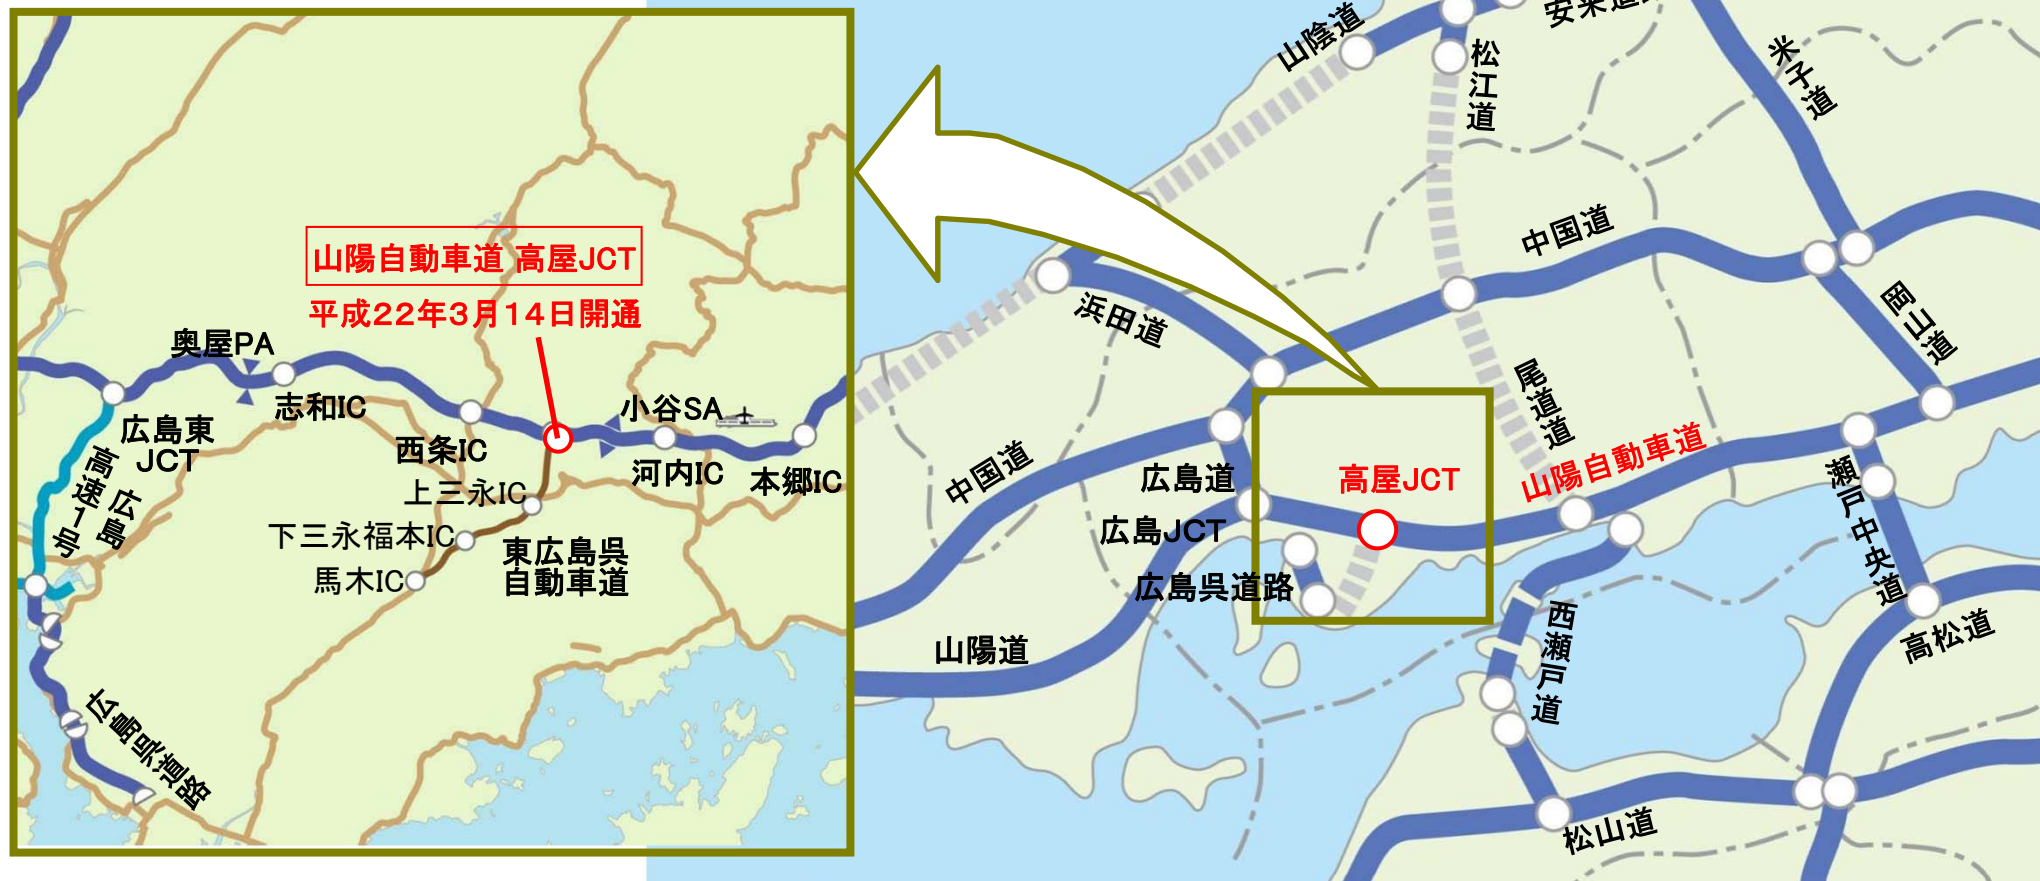 山陽自動車道 高屋JCT
平成22年3月14日開通
奥屋PA
志和IC
小谷SA
広島東
JCT
西条IC
河内IC
本郷IC
広島
高速1号
上三永IC
下三永福本IC
馬木IC
東広島呉
自動車道
広島呉道路
山陰道
松江道
米子道
中国道
浜田道
岡山道
尾道道
山陽自動車道
中国道
広島道
高屋JCT
広島JCT
瀬戸中央道
広島呉道路
西瀬戸道
山陽道
高松道
松山道